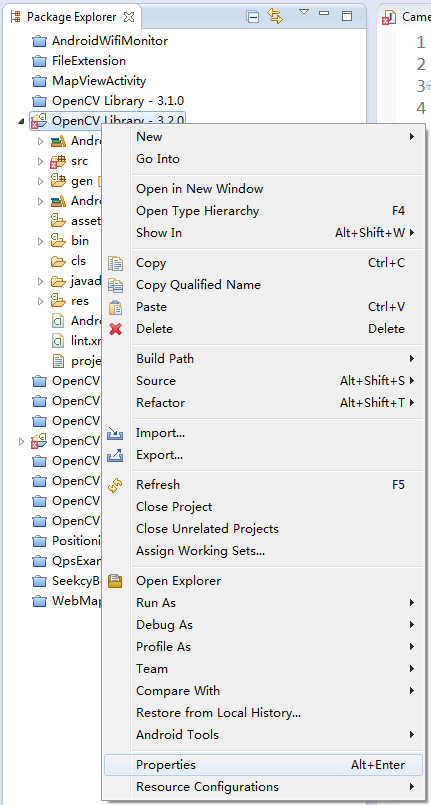 Package Explorer
Came
AndroidWifiMonitor
1
FileExtension
2
MapViewActivity
3
OpenCV Library - 3.1.0
4
OpenCV Library - 3.2.0
Andr
src
gen [
Andr
asset
bin
cls
javad
res
Andr
lint.xr
proje
OpenCV
OpenCV
OpenCV
OpenCV
OpenCV
OpenCV
OpenCV
OpenCV
Positioni
QpsExar
SeekcyBe
WebMap
New
Go Into
Open in New Window
Open Type Hierarchy F4
Show In Alt+Shift+W
Copy Ctrl+C
Copy Qualified Name
Paste Ctrl+V
Delete Delete
Build Path
Source Alt+Shift+S
Refactor Alt+Shift+T
Import...
Export...
Refresh F5
Close Project
Close Unrelated Projects
Assign Working Sets...
Open Explorer
Run As
Debug As
Profile As
Team
Compare With
Restore from Local History...
Android Tools
Properties Alt+Enter
Resource Configurations